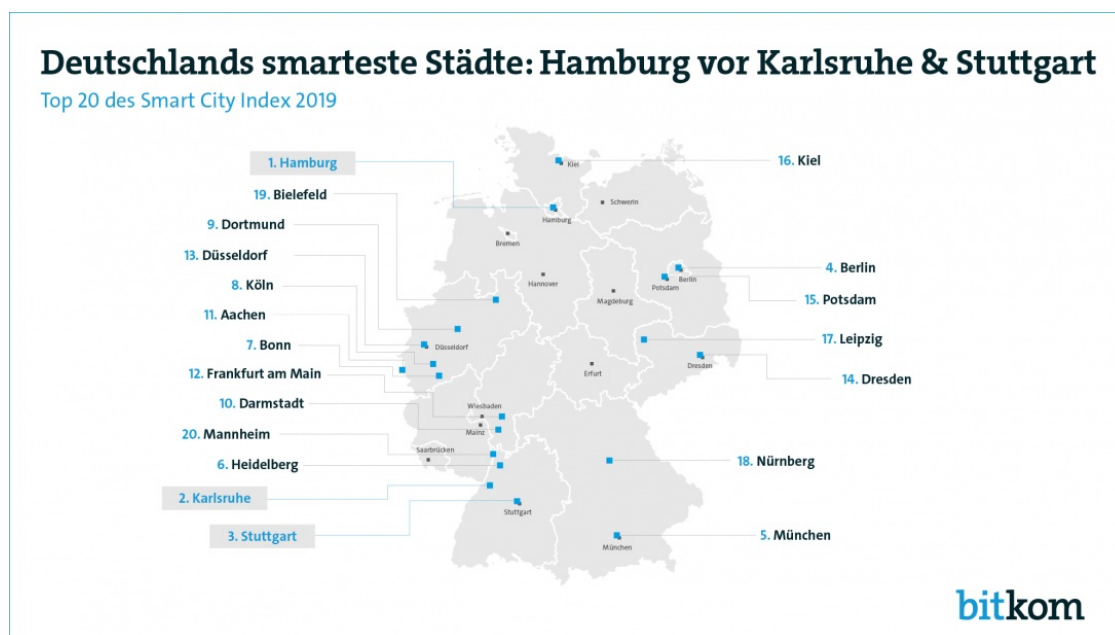 Deutschlands smarteste Städte: Hamburg vor Karlsruhe & Stuttgart
Top 20 des Smart City Index 2019
1. Hamburg
19. Bielefeld
9. Dortmund
13. Düsseldorf
8. Köln
11. Aachen
7. Bonn
12. Frankfurt am Main
10. Darmstadt
20. Mannheim
6. Heidelberg
2. Karlsruhe
3. Stuttgart
Kiel
Schwerin
Hamburg
Bremen
Berlin
Hannover
Potsdam
Magdeburg
Düsseldorf
Dresden
Erfurt
Wiesbaden
Mainz
Saarbrücken
Stuttgart
München
16. Kiel
4. Berlin
15. Potsdam
17. Leipzig
14. Dresden
18. Nürnberg
5. München
bitkom